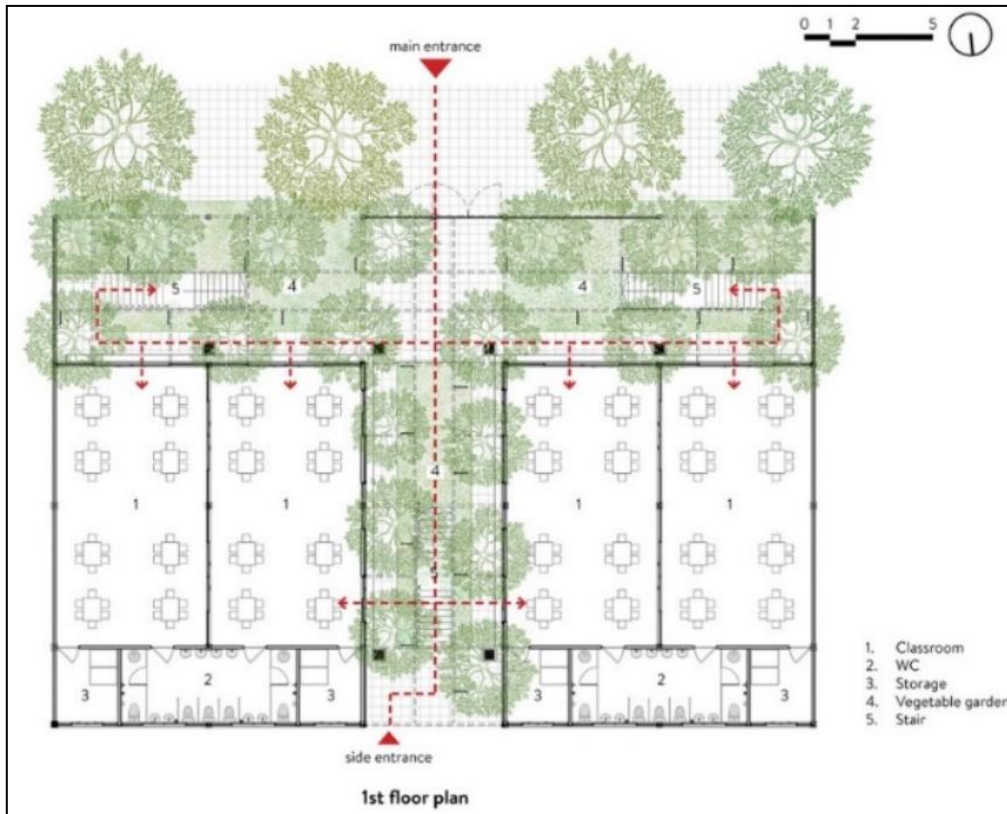 main entrance
0 1 2 5
5 4 4 5
4
1 1 1 1
5
3 2 3 3 2 3
1. Classroom
2. WC
3. Storage
4. Vegetable garden
5. Stair
side entrance
1st floor plan